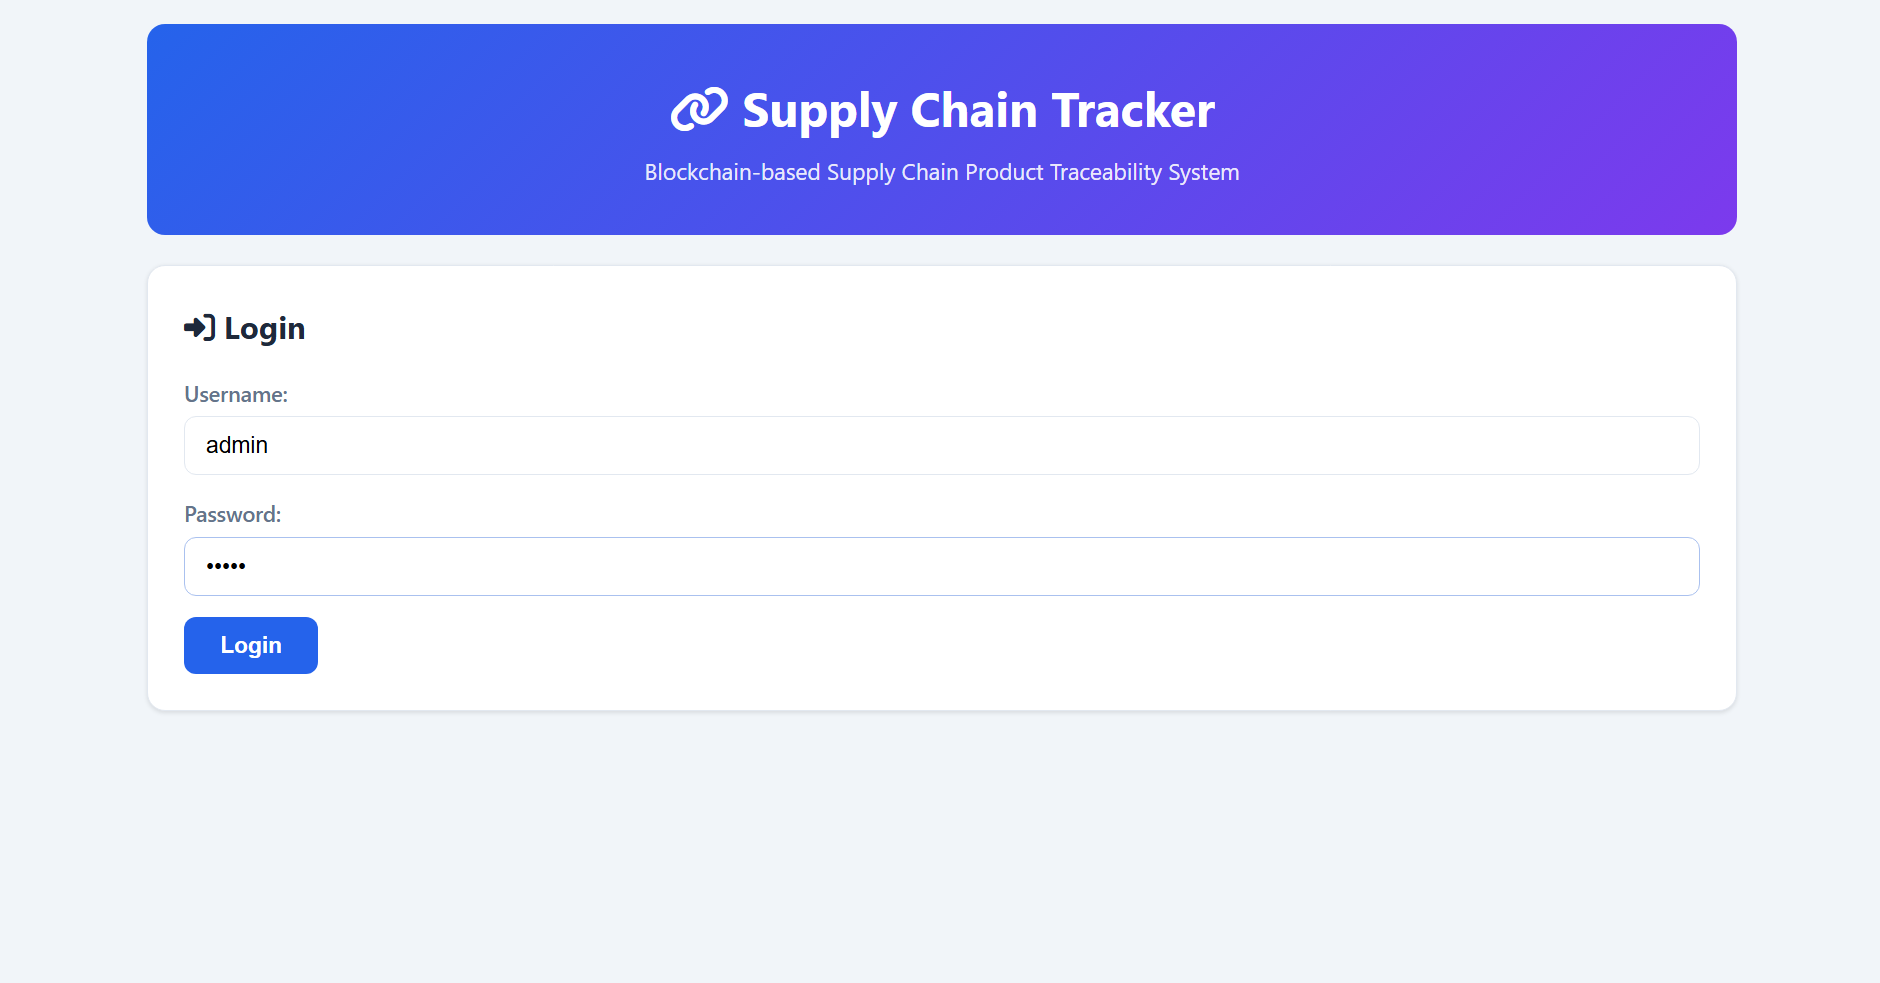 Supply Chain Tracker
Blockchain-based Supply Chain Product Traceability System
Login
Username:
admin
Password:
•••••
Login